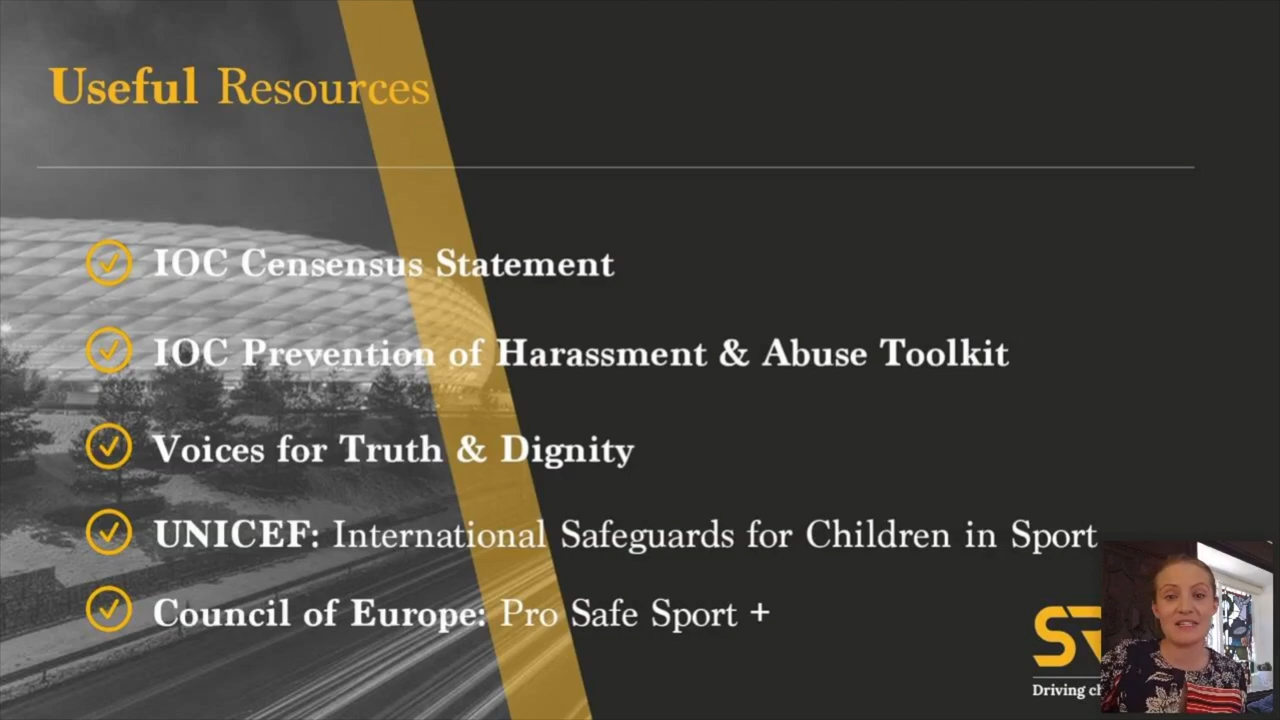 Useful Resources
IOC Censensus Statement
IOC Prevention of Harassment & Abuse Toolkit
Voices for Truth & Dignity
UNICEF: International Safeguards for Children in Sport
Council of Europe: Pro Safe Sport +
Driving